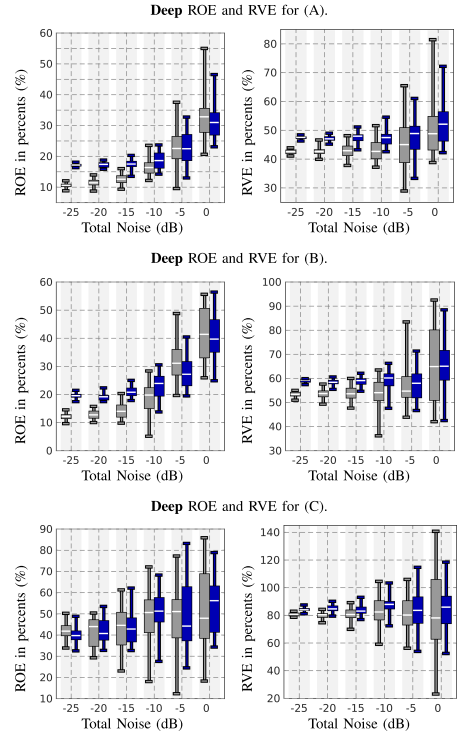 Deep ROE and RVE for (A).
ROE in percents (%)
60
50
40
30
20
10
-25 -20 -15 -10 -5 0
Total Noise (dB)
RVE in percents (%)
80
70
60
50
40
30
-25 -20 -15 -10 -5 0
Total Noise (dB)
Deep ROE and RVE for (B).
ROE in percents (%)
60
50
40
30
20
10
0
-25 -20 -15 -10 -5 0
Total Noise (dB)
RVE in percents (%)
100
90
80
70
60
50
40
30
-25 -20 -15 -10 -5 0
Total Noise (dB)
Deep ROE and RVE for (C).
ROE in percents (%)
90
80
70
60
50
40
30
20
10
-25 -20 -15 -10 -5 0
Total Noise (dB)
RVE in percents (%)
140
120
100
80
60
40
20
-25 -20 -15 -10 -5 0
Total Noise (dB)